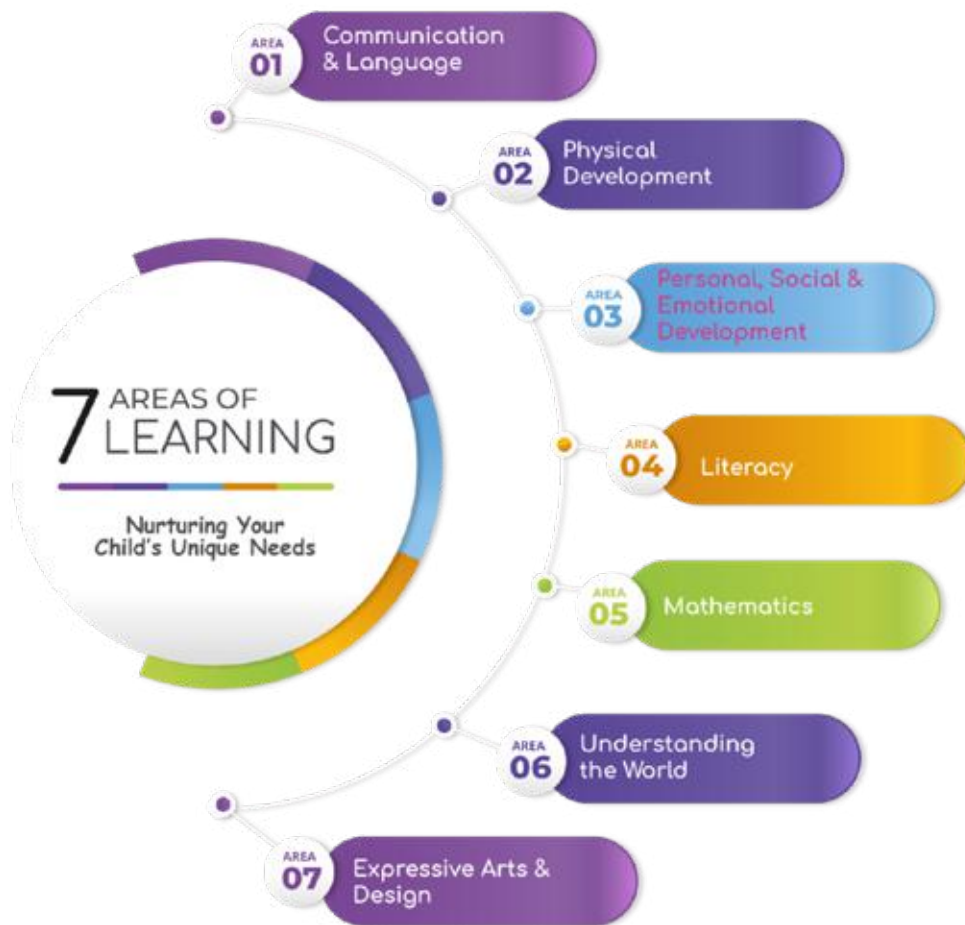 7 AREAS OF
LEARNING
Nurturing Your
Child's Unique Needs
AREA
01
Communication
& Language
AREA
02
Physical
Development
AREA
03
Personal, Social &
Emotional
Development
AREA
04
Literacy
AREA
05
Mathematics
AREA
06
Understanding
the World
AREA
07
Expressive Arts &
Design